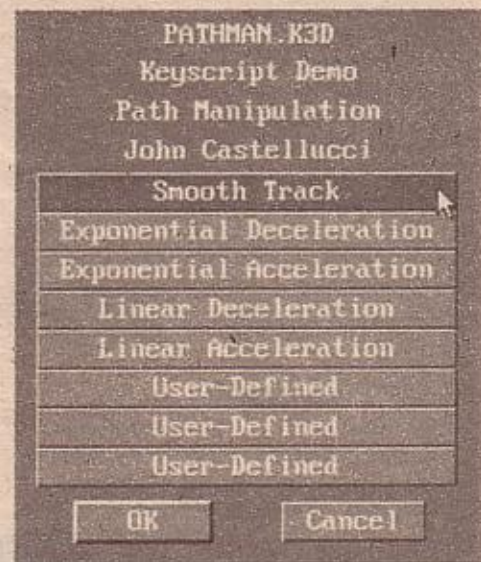 PATHMAN.K3D
Keyscript Demo
Path Manipulation
John Castellucci
Smooth Track
Exponential Deceleration
Exponential Acceleration
Linear Deceleration
Linear Acceleration
User-Defined
User-Defined
User-Defined
OK
Cancel